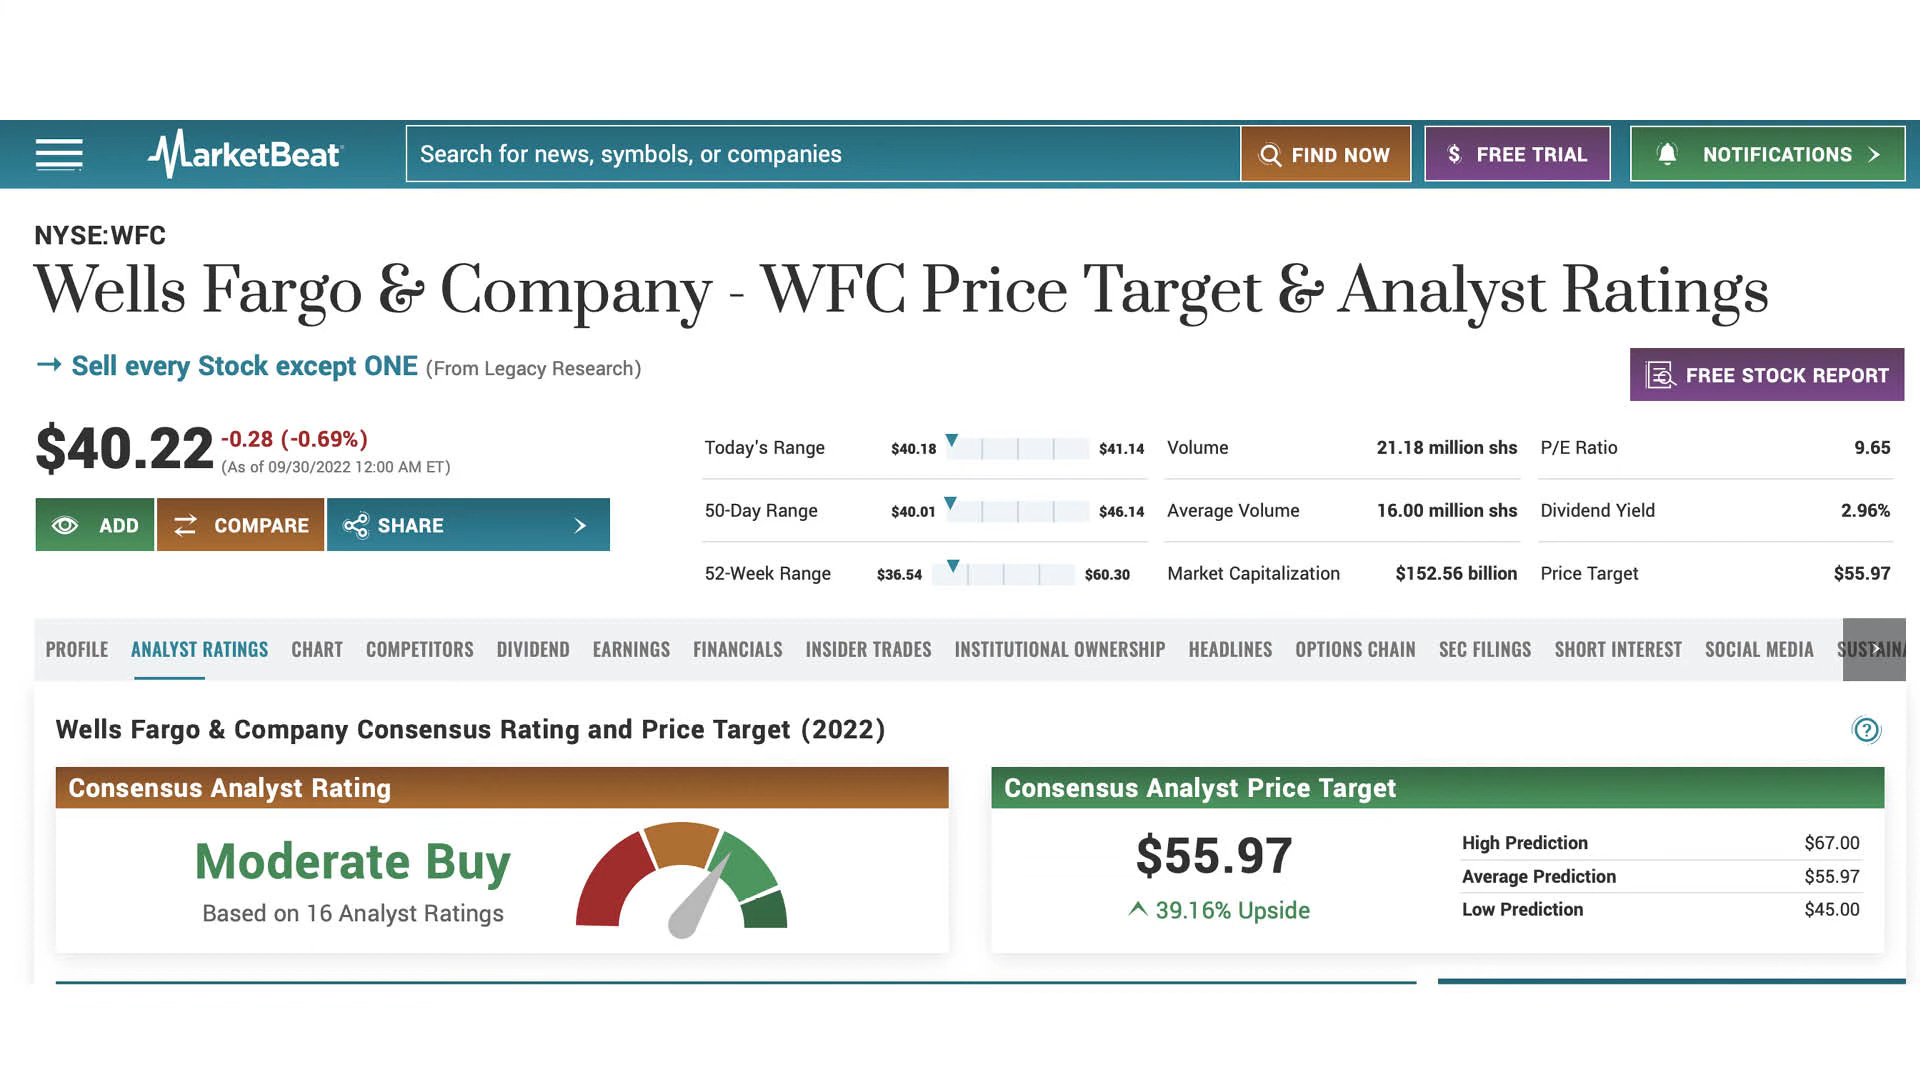 MarketBeat
Search for news, symbols, or companies
FIND NOW
$ FREE TRIAL
NOTIFICATIONS
NYSE:WFC
Wells Fargo & Company - WFC Price Target & Analyst Ratings
→ Sell every Stock except ONE (From Legacy Research)
FREE STOCK REPORT
$40.22 -0.28 (-0.69%)
(As of 09/30/2022 12:00 AM ET)
ADD
COMPARE
SHARE
Today's Range $40.18 $41.14
50-Day Range $40.01 $46.14
52-Week Range $36.54 $60.30
Volume 21.18 million shs
Average Volume 16.00 million shs
Market Capitalization $152.56 billion
P/E Ratio 9.65
Dividend Yield 2.96%
Price Target $55.97
PROFILE ANALYST RATINGS CHART COMPETITORS DIVIDEND EARNINGS FINANCIALS INSIDER TRADES INSTITUTIONAL OWNERSHIP HEADLINES OPTIONS CHAIN SEC FILINGS SHORT INTEREST SOCIAL MEDIA
Wells Fargo & Company Consensus Rating and Price Target (2022)
?
Consensus Analyst Rating
Moderate Buy
Based on 16 Analyst Ratings
Consensus Analyst Price Target
$55.97
39.16% Upside
High Prediction $67.00
Average Prediction $55.97
Low Prediction $45.00